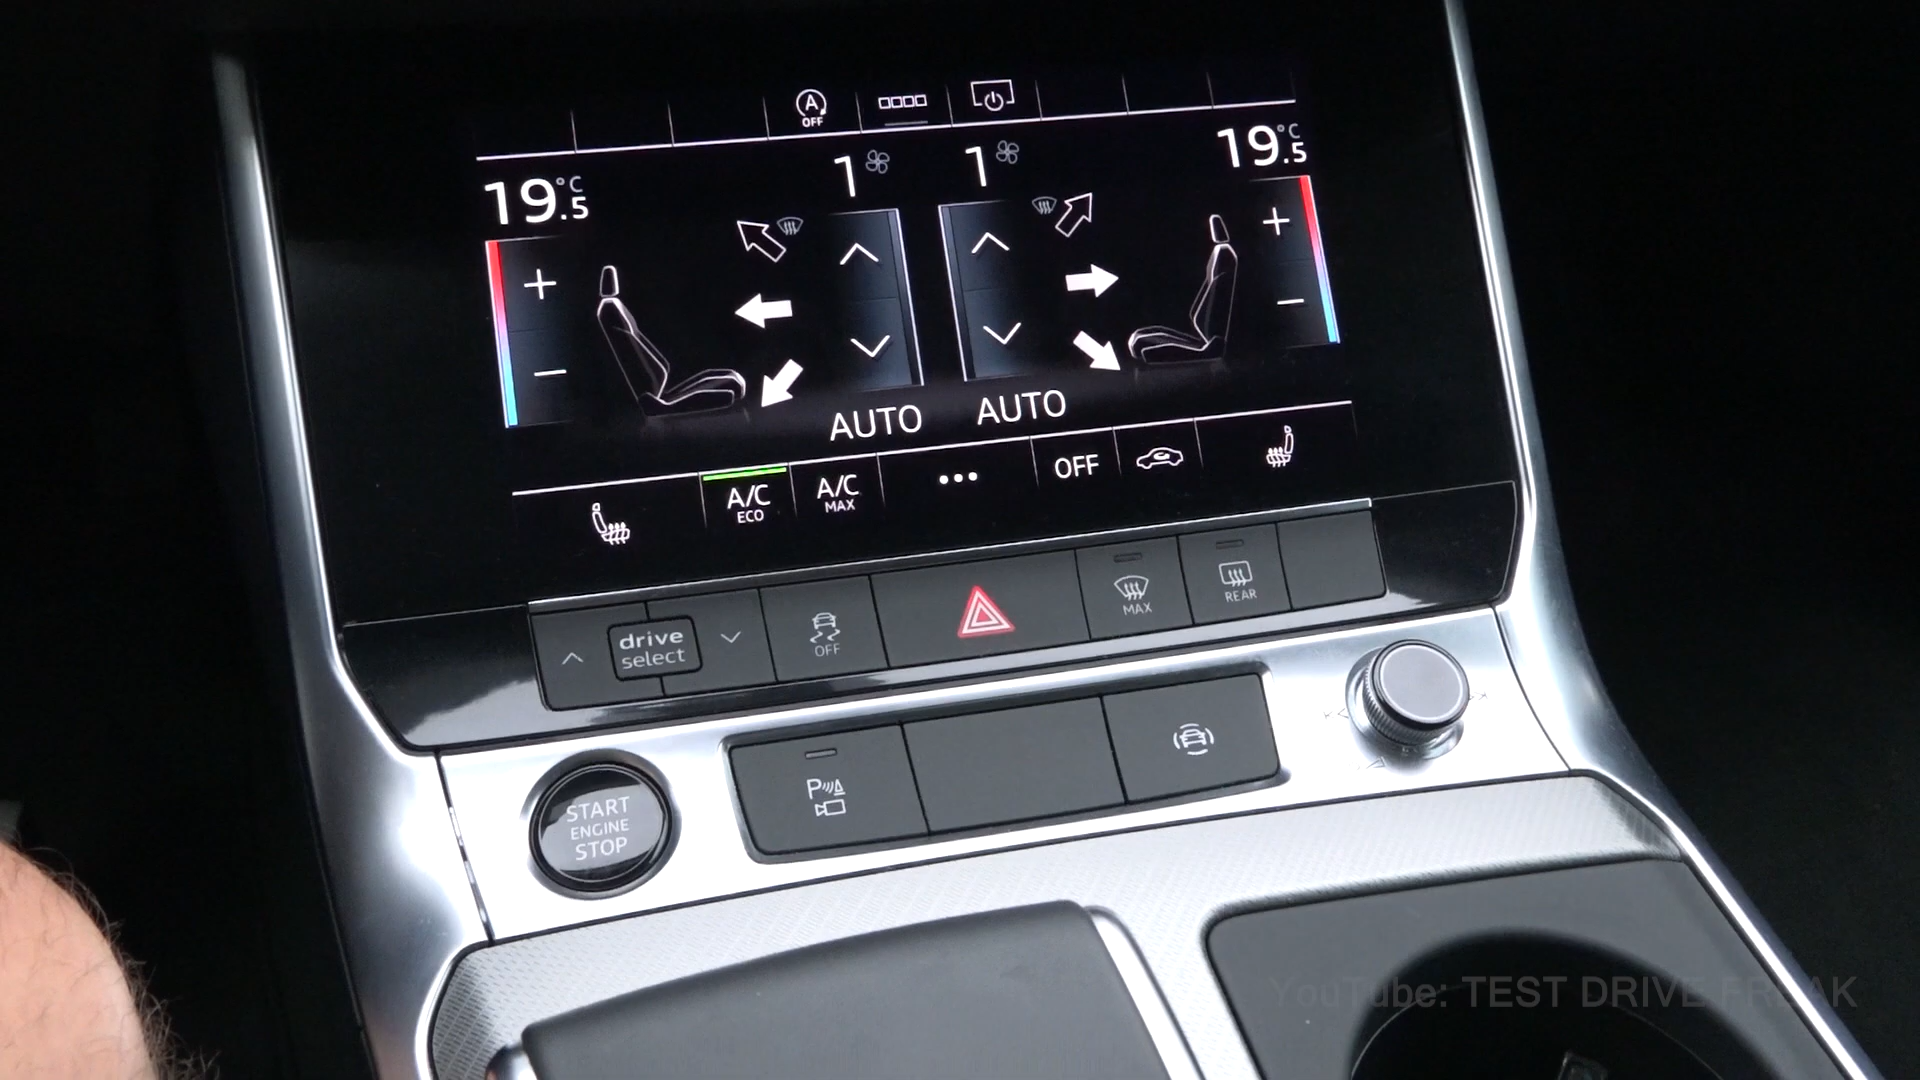 A
OFF
19.5 °C
1
1
19.5 °C
+
−
+
−
AUTO
AUTO
A/C
ECO
A/C
MAX
OFF
drive
select
OFF
MAX
REAR
START
ENGINE
STOP
P
YouTube: TEST DRIVE FREAK